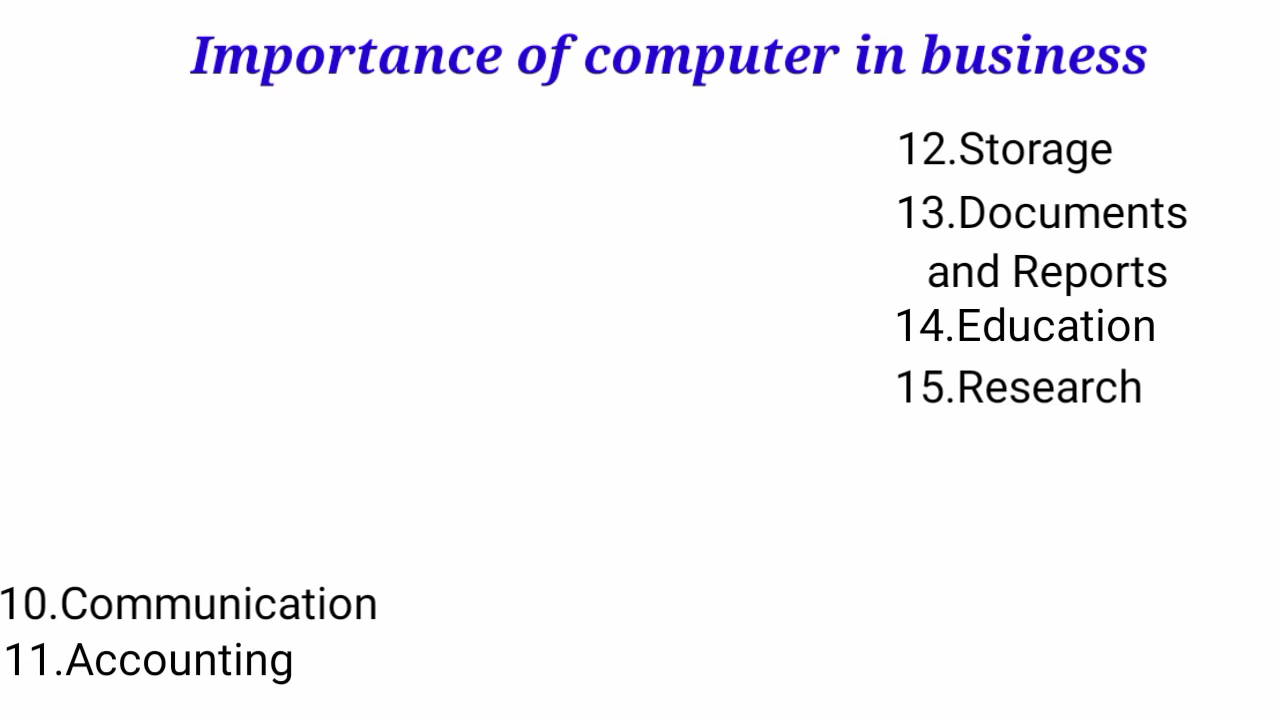 Importance of computer in business
10.Communication
11.Accounting
12.Storage
13.Documents
and Reports
14.Education
15.Research